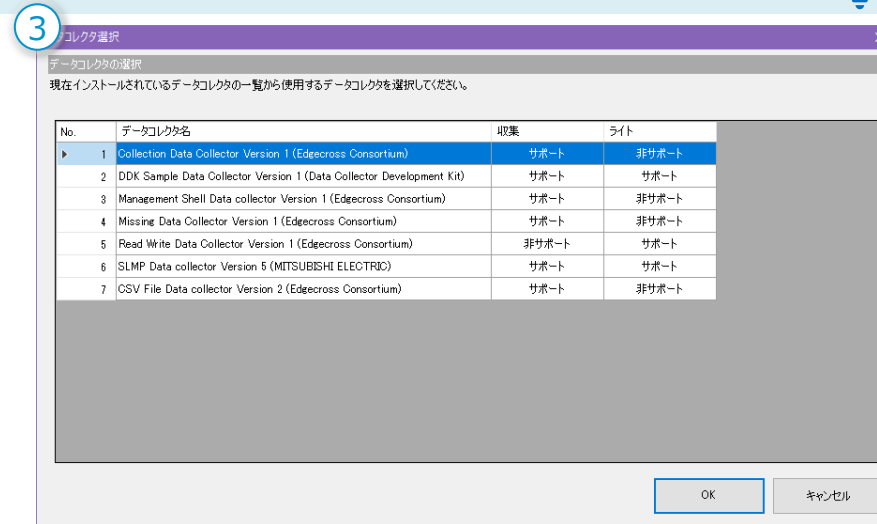 3
コレクタ選択
データコレクタの選択
現在インストールされているデータコレクタの一覧から使用するデータコレクタを選択してください。
No. データコレクタ名 収集 ライト
1 Collection Data Collector Version 1 (Edgecross Consortium) サポート 非サポート
2 DDK Sample Data Collector Version 1 (Data Collector Development Kit) サポート サポート
3 Management Shell Data collector Version 1 (Edgecross Consortium) サポート 非サポート
4 Missing Data Collector Version 1 (Edgecross Consortium) サポート 非サポート
5 Read Write Data Collector Version 1 (Edgecross Consortium) 非サポート サポート
6 SLMP Data collector Version 5 (MITSUBISHI ELECTRIC) サポート サポート
7 CSV File Data collector Version 2 (Edgecross Consortium) サポート 非サポート
OK キャンセル